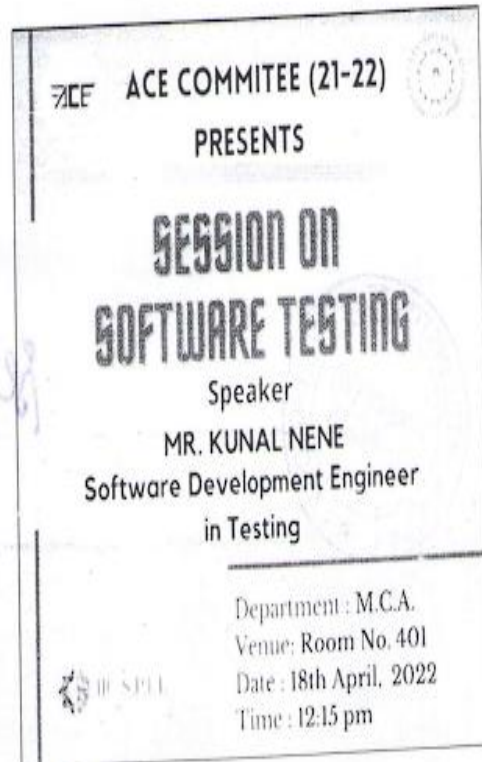 ACE
ACE COMMITEE (21-22)
PRESENTS
SESSION ON
SOFTWARE TESTING
Speaker
MR. KUNAL NENE
Software Development Engineer
in Testing
Department : M.C.A.
Venue: Room No. 401
Date : 18th April, 2022
Time : 12:15 pm